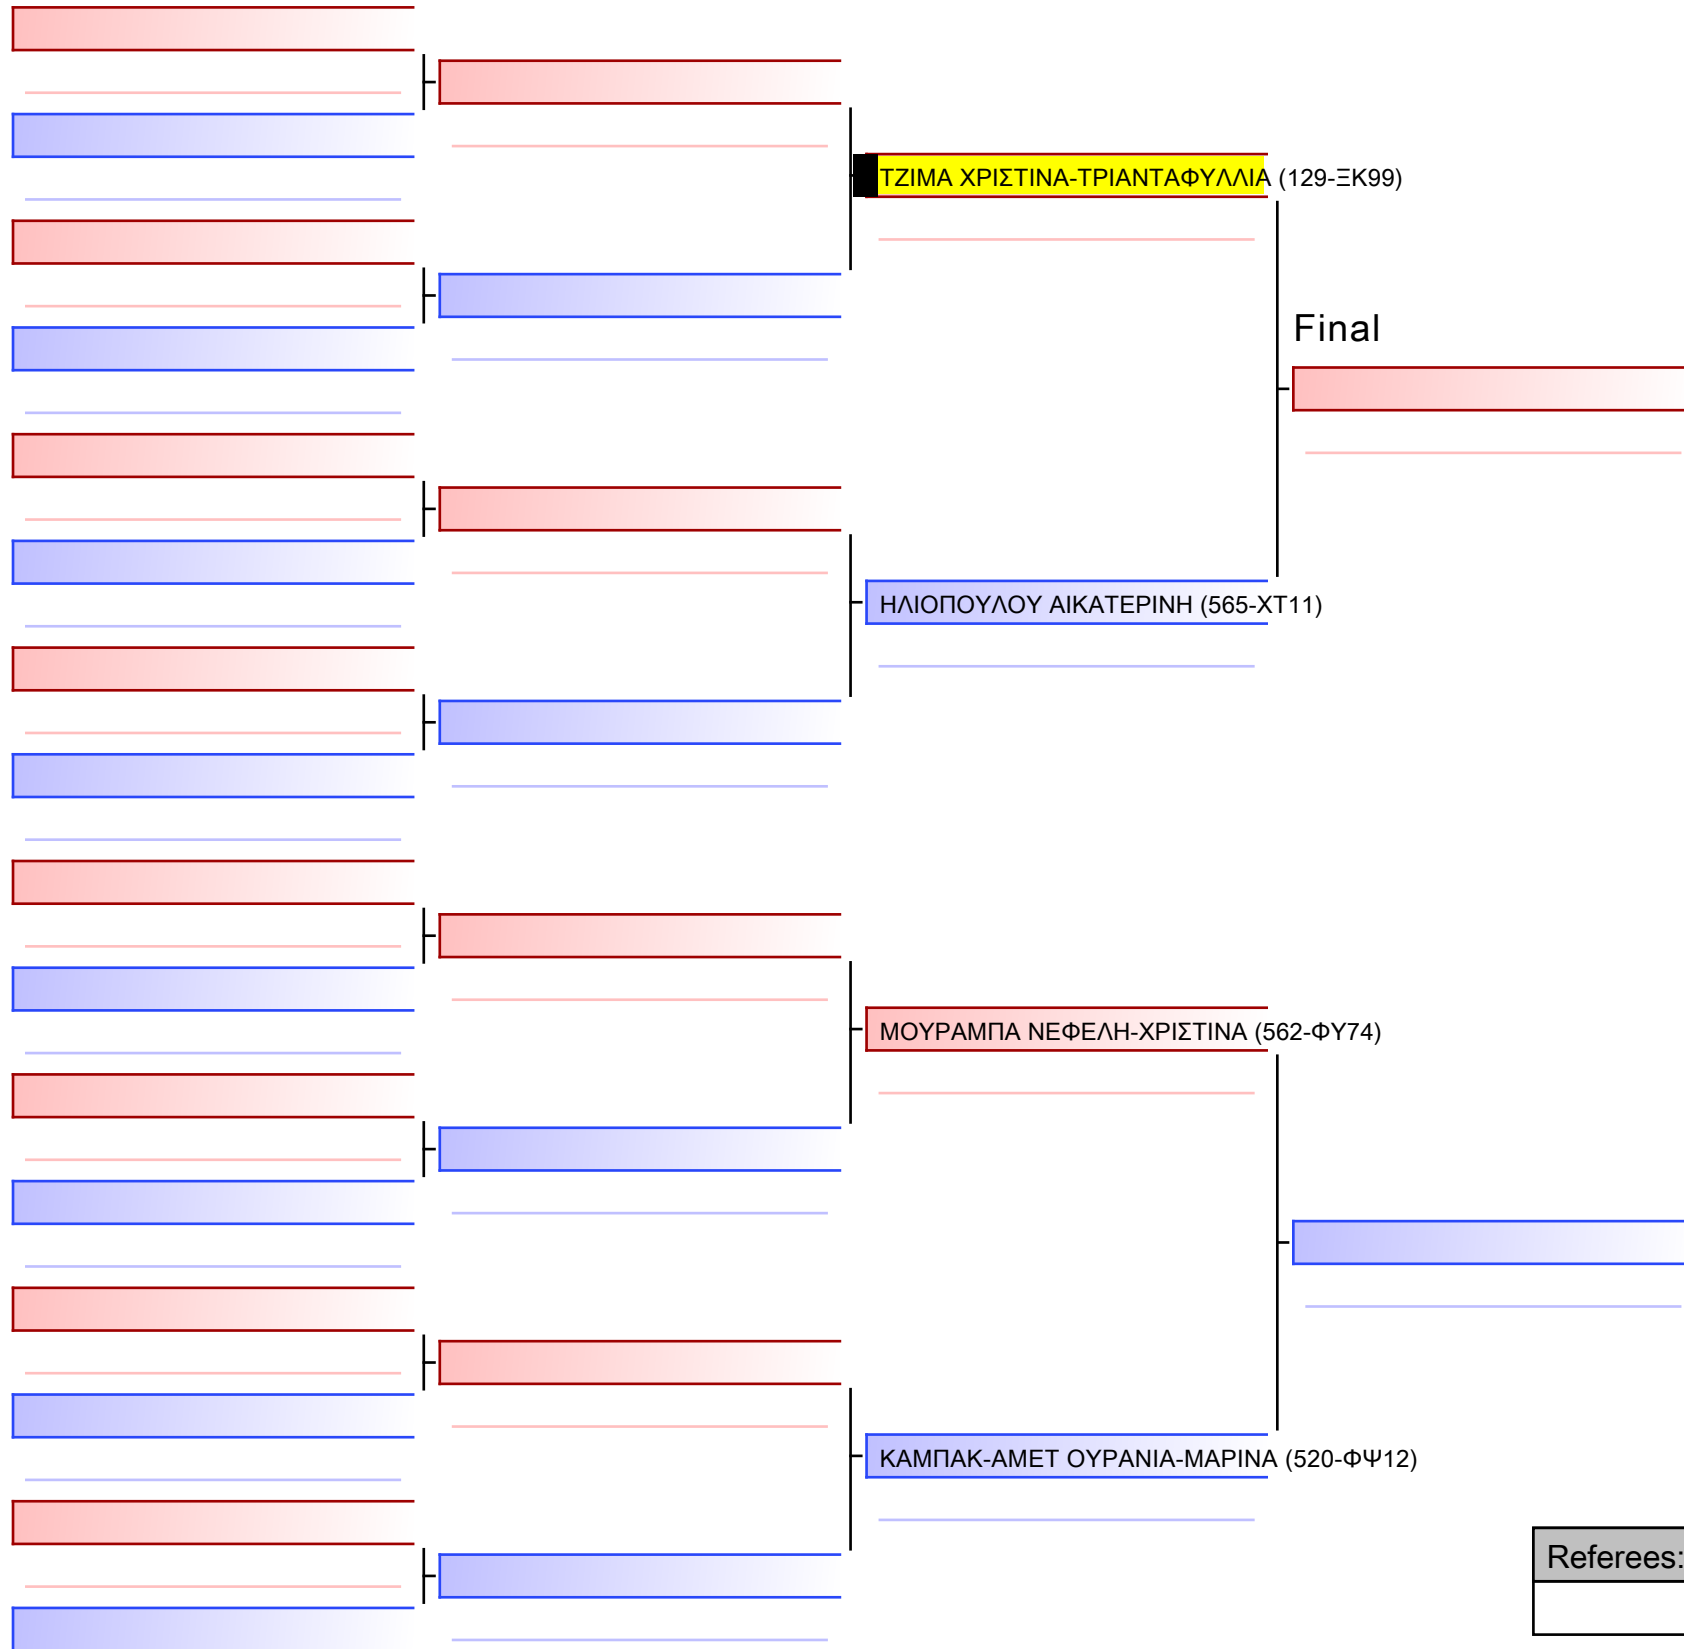 ΤΖΙΜΑ ΧΡΙΣΤΙΝΑ-ΤΡΙΑΝΤΑΦΥΛΛΙΑ (129-ΞΚ99)
Final
ΗΛΙΟΠΟΥΛΟΥ ΑΙΚΑΤΕΡΙΝΗ (565-ΧΤ11)
ΜΟΥΡΑΜΠΑ ΝΕΦΕΛΗ-ΧΡΙΣΤΙΝΑ (562-ΦΥ74)
ΚΑΜΠΑΚ-ΑΜΕΤ ΟΥΡΑΝΙΑ-ΜΑΡΙΝΑ (520-ΦΨ12)
Referees: